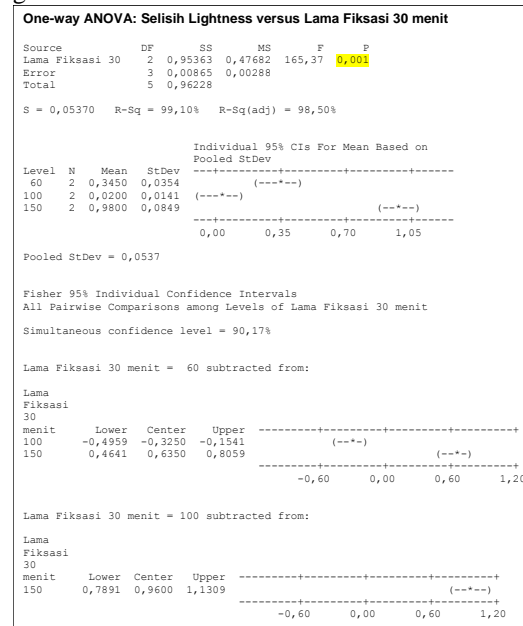 One-way ANOVA: Selisih Lightness versus Lama Fiksasi 30 menit
Source DF SS MS F P
Lama Fiksasi 30 2 0,95363 0,47682 165,37 0,001
Error 3 0,00865 0,00288
Total 5 0,96228
S = 0,05370 R-Sq = 99,10% R-Sq(adj) = 98,50%
Individual 95% CIs For Mean Based on
Pooled StDev
Level N Mean StDev ---+---------+---------+---------+------
60 2 0,3450 0,0354 (---*--)
100 2 0,0200 0,0141 (---*--)
150 2 0,9800 0,0849 (--*--)
---+---------+---------+---------+------
0,00 0,35 0,70 1,05
Pooled StDev = 0,0537
Fisher 95% Individual Confidence Intervals
All Pairwise Comparisons among Levels of Lama Fiksasi 30 menit
Simultaneous confidence level = 90,17%
Lama Fiksasi 30 menit = 60 subtracted from:
Lama
Fiksasi
30
menit Lower Center Upper ---------+---------+---------+---------+
100 -0,4959 -0,3250 -0,1541 (--*-)
150 0,4641 0,6350 0,8059 (--*-)
---------+---------+---------+---------+
-0,60 0,00 0,60 1,20
Lama Fiksasi 30 menit = 100 subtracted from:
Lama
Fiksasi
30
menit Lower Center Upper ---------+---------+---------+---------+
150 0,7891 0,9600 1,1309 (--*--)
---------+---------+---------+---------+
-0,60 0,00 0,60 1,20